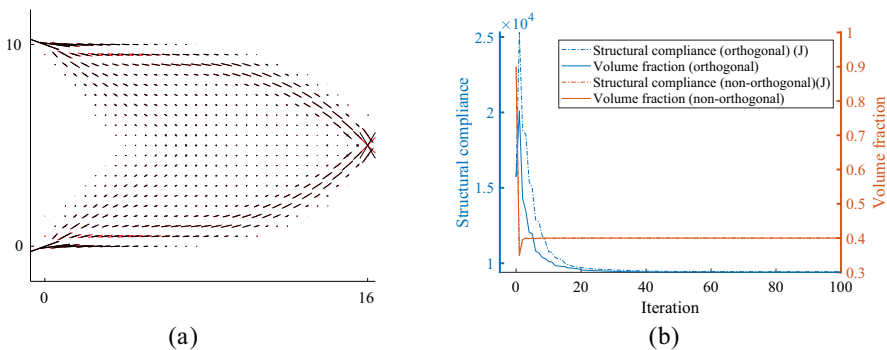 10
0
0
16
(a)
×10⁴
2.5
2
1.5
1
Structural compliance
Structural compliance (orthogonal) (J)
Volume fraction (orthogonal)
Structural compliance (non-orthogonal)(J)
Volume fraction (non-orthogonal)
1
0.9
0.8
0.7
0.6
0.5
0.4
0.3
Volume fraction
0
20
40
60
80
100
Iteration
(b)